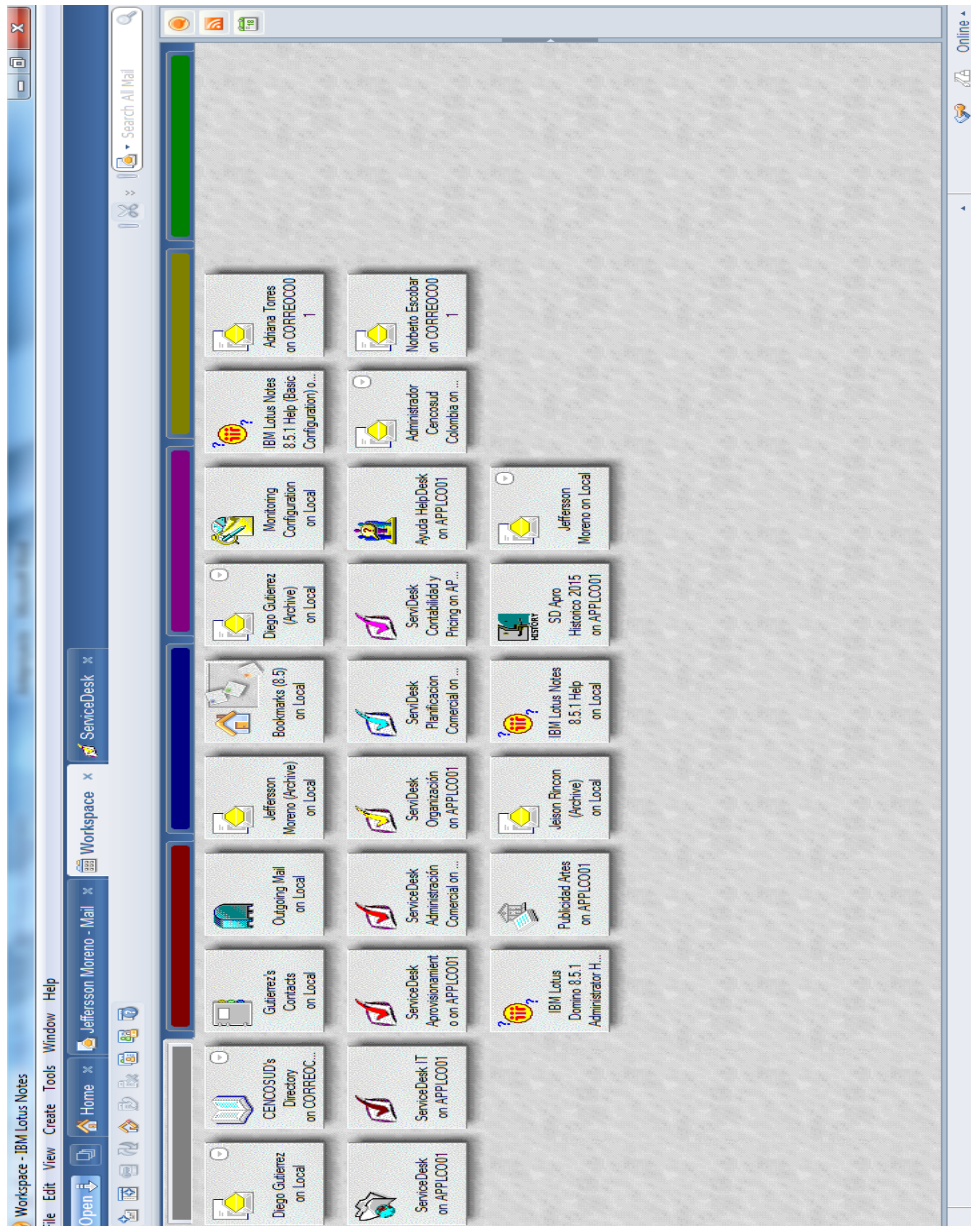 Workspace - IBM Lotus Notes
File Edit View Create Tools Window Help
Open
Home
Jeffersson Moreno - Mail
Workspace
ServiceDesk
Search All Mail
18
Diego Gutierrez
on Local
CENCOSUD's
Directory
on CORREOC...
Gutierrez's
Contacts
on Local
Outgoing Mail
on Local
Jeffersson
Moreno (Archive)
on Local
Bookmarks (8.5)
on Local
Diego Gutierrez
(Archive)
on Local
Monitoring
Configuration
on Local
IBM Lotus Notes
8.5.1 Help (Basic
Configuration) o...
Adriana Torres
on CORREOCO0
1
ServiceDesk
on APPLCO01
ServiceDesk IT
on APPLCO01
ServiceDesk
Aprovisionamient
o on APPLCO01
ServiceDesk
Administración
Comercial on ...
ServiDesk
Organización
on APPLCO01
ServiDesk
Planificacion
Comercial on ...
ServiDesk
Contabilidad y
Pricing on AP...
Ayuda HelpDesk
on APPLCO01
Administrador
Cencosud
Colombia on ...
Norberto Escobar
on CORREOCO0
1
IBM Lotus
Domino 8.5.1
Administrator H...
Publicidad Artes
on APPLCO01
Jeison Rincon
(Archive)
on Local
IBM Lotus Notes
8.5.1 Help
on Local
HISTORY
SD Apro
Historico 2015
on APPLCO01
Jeffersson
Moreno on Local
Online